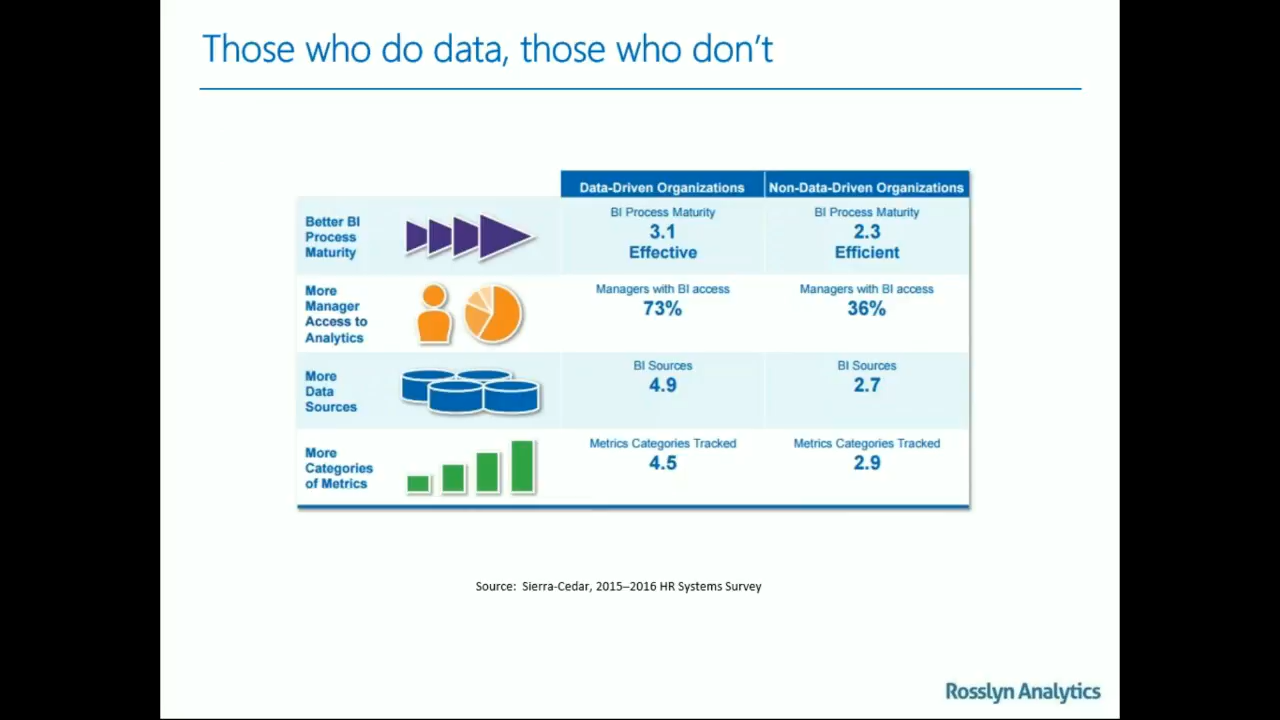 Those who do data, those who don't
Data-Driven Organizations
Non-Data-Driven Organizations
Better BI
Process
Maturity
BI Process Maturity
3.1
Effective
BI Process Maturity
2.3
Efficient
More
Manager
Access to
Analytics
Managers with BI access
73%
Managers with BI access
36%
More
Data
Sources
BI Sources
4.9
BI Sources
2.7
More
Categories
of Metrics
Metrics Categories Tracked
4.5
Metrics Categories Tracked
2.9
Source: Sierra-Cedar, 2015–2016 HR Systems Survey
Rosslyn Analytics